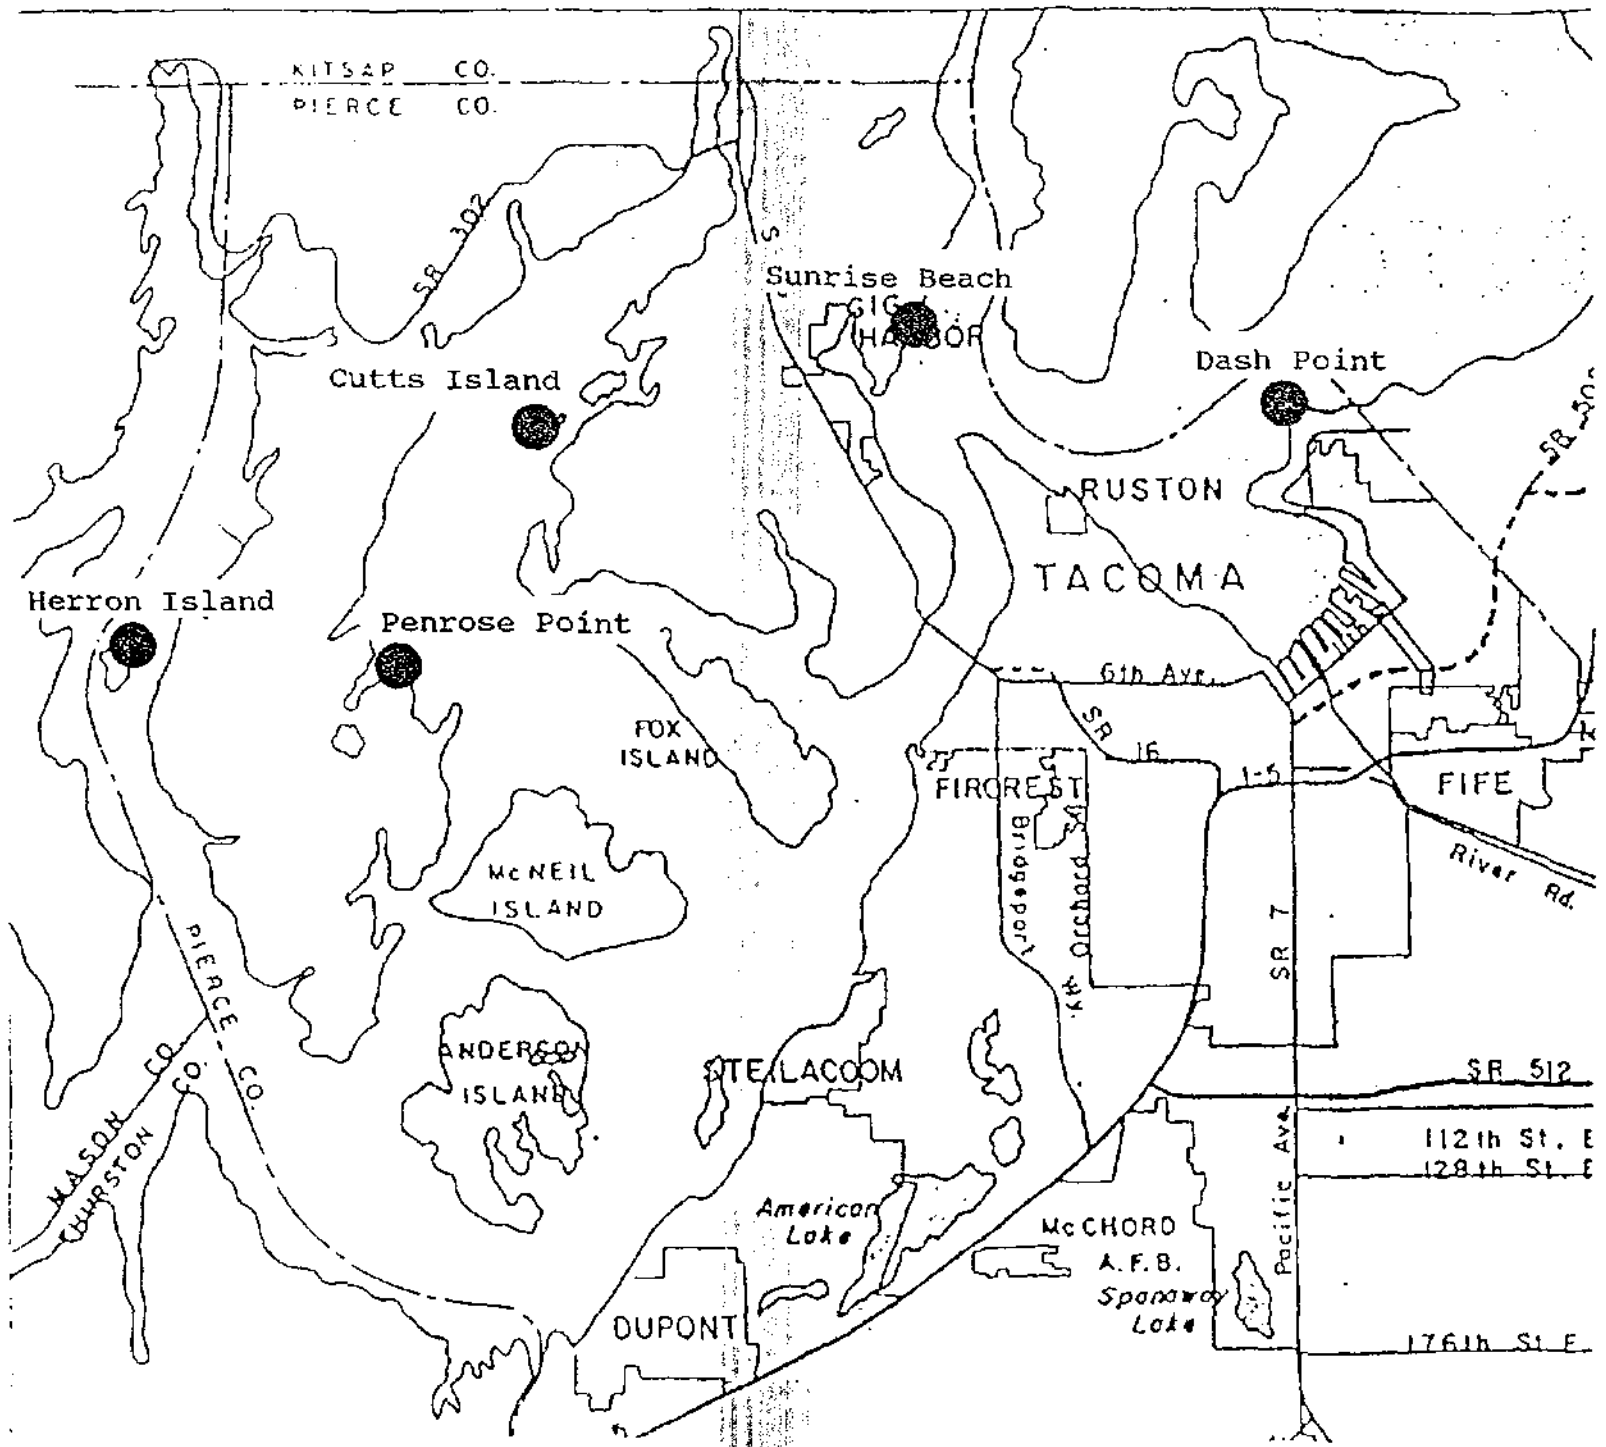 KITSAP CO.
PIERCE CO.
SR 302
S
Sunrise Beach
GIG
HARBOR
Dash Point
Cutts Island
SR 50
RUSTON
TACOMA
Herron Island
Penrose Point
6th Ave.
FOX
ISLAND
SR 16
I-5
FIRCREST
FIFE
Bridgeport
Orchard St.
River Rd.
McNEIL
ISLAND
SR 7
PIERCE CO.
Hy.
ANDERSON
ISLAND
STEILACOOM
SR 512
MASON CO.
THURSTON CO.
Pacific Ave
112th St. E
128th St. E
American
Lake
McCHORD
A.F.B.
Spanaway
Lake
DUPONT
176th St E